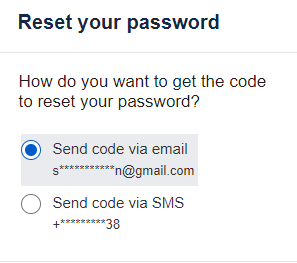 Reset your password
How do you want to get the code
to reset your password?
Send code via email
s***********n@gmail.com
Send code via SMS
+*********38